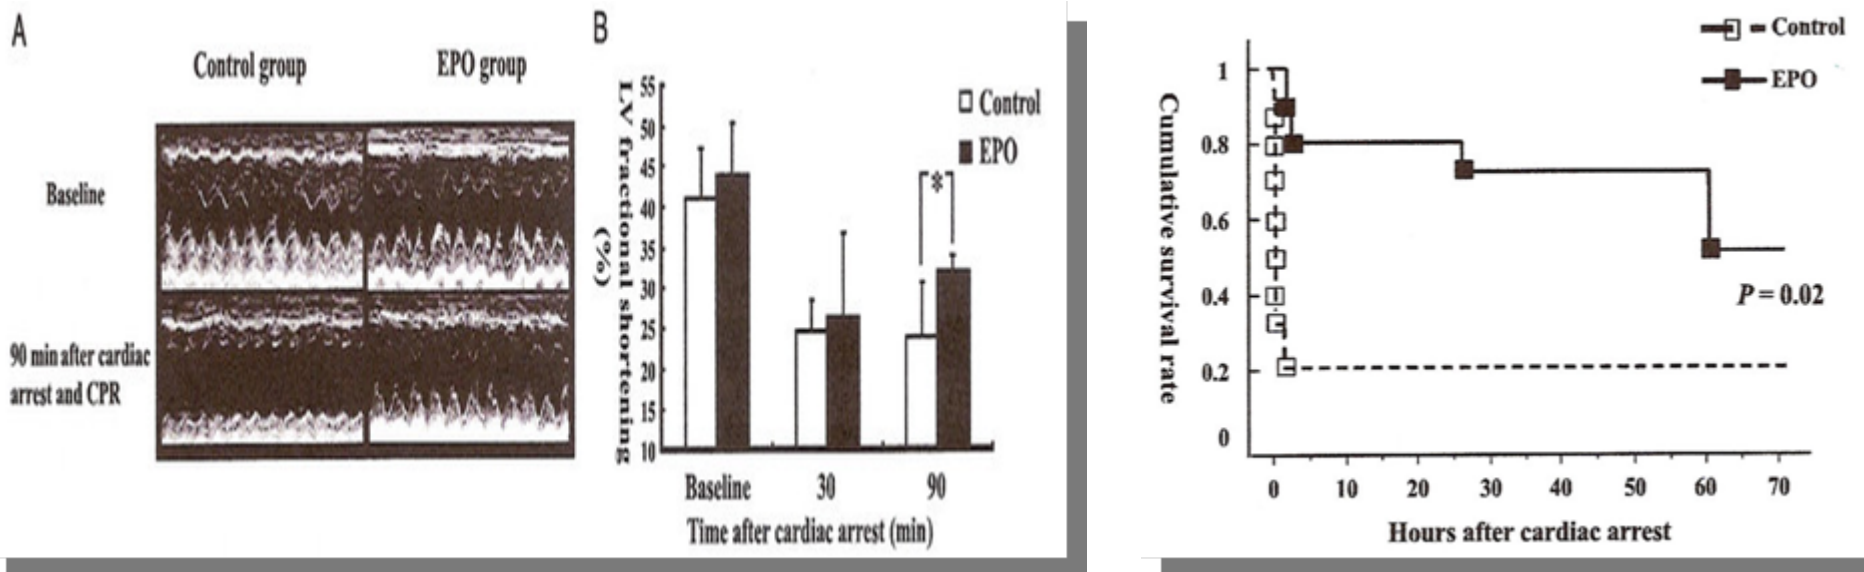 A
Control group
EPO group
Baseline
90 min after cardiac
arrest and CPR
B
LV fractional shortening
(%)
55
50
45
40
35
30
25
20
15
10
Control
EPO
*
Baseline
30
90
Time after cardiac arrest (min)
Control
EPO
Cumulative survival rate
1
0.8
0.6
0.4
0.2
0
P = 0.02
0
10
20
30
40
50
60
70
Hours after cardiac arrest